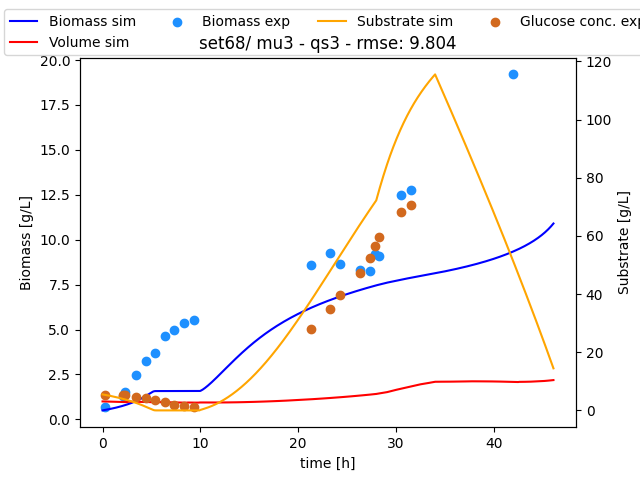 Biomass sim
Biomass exp
Substrate sim
Glucose conc. exp
Volume sim
set68/ mu3 - qs3 - rmse: 9.804
20.0
17.5
15.0
12.5
10.0
7.5
5.0
2.5
0.0
Biomass [g/L]
120
100
80
60
40
20
0
Substrate [g/L]
0
10
20
30
40
time [h]